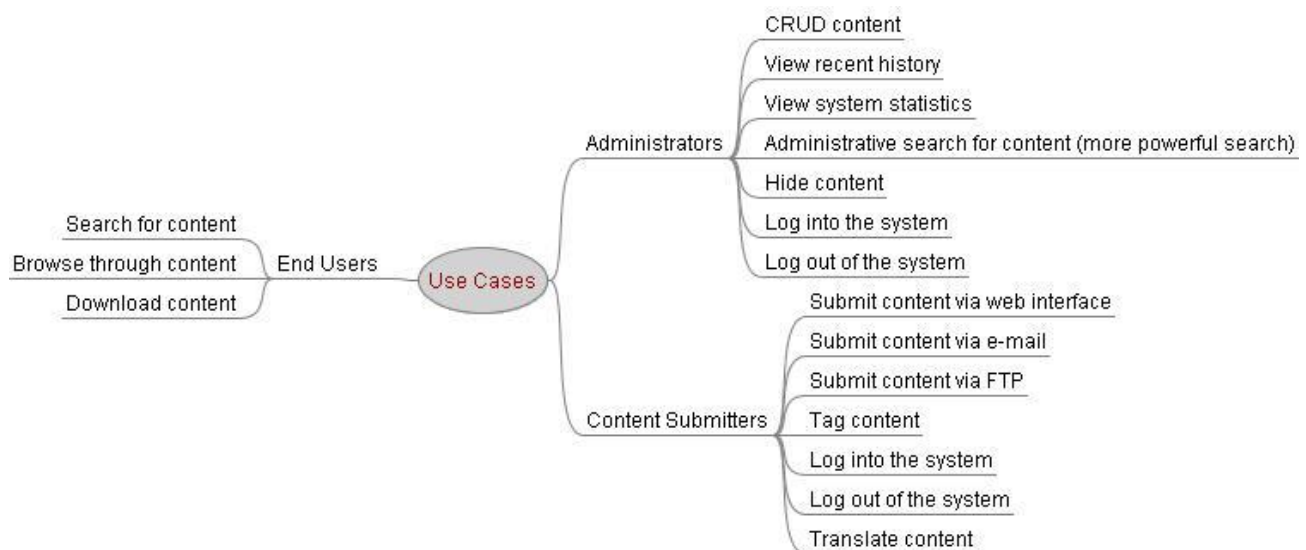 Use Cases
End Users
Search for content
Browse through content
Download content
Administrators
CRUD content
View recent history
View system statistics
Administrative search for content (more powerful search)
Hide content
Log into the system
Log out of the system
Content Submitters
Submit content via web interface
Submit content via e-mail
Submit content via FTP
Tag content
Log into the system
Log out of the system
Translate content